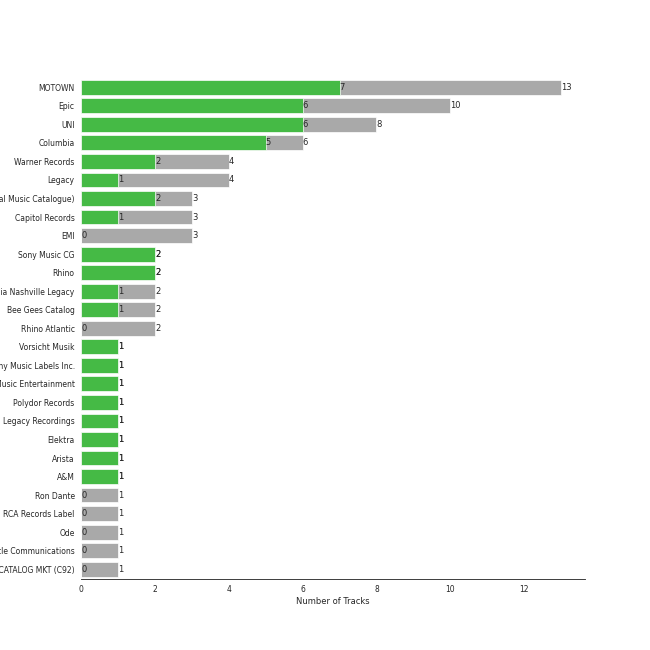 MOTOWN 7 13
Epic 6 10
UNI 6 8
Columbia 5 6
Warner Records 2 4
Legacy 1 4
al Music Catalogue) 2 3
Capitol Records 1 3
EMI 0 3
Sony Music CG 2
Rhino 2
ia Nashville Legacy 1 2
Bee Gees Catalog 1 2
Rhino Atlantic 0 2
Vorsicht Musik 1
ny Music Labels Inc. 1
Music Entertainment 1
Polydor Records 1
Legacy Recordings 1
Elektra 1
Arista 1
A&M 1
Ron Dante 0 1
RCA Records Label 0 1
Ode 0 1
tle Communications 0 1
CATALOG MKT (C92) 0 1
0 2 4 6 8 10 12
Number of Tracks